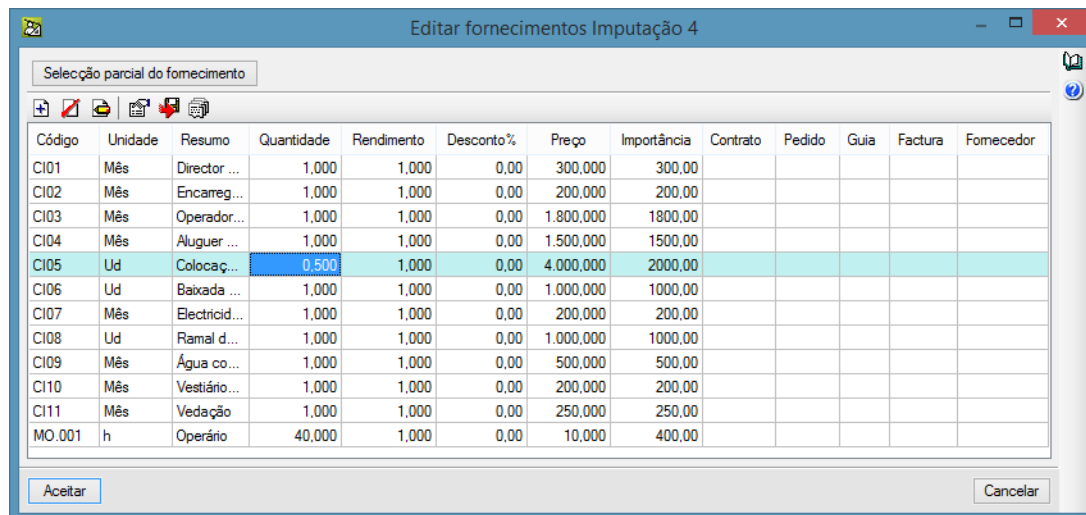 Editar fornecimentos Imputação 4
Selecção parcial do fornecimento
Código Unidade Resumo Quantidade Rendimento Desconto% Preço Importância Contrato Pedido Guia Factura Fornecedor
CI01 Mês Director ... 1,000 1,000 0,00 300,000 300,00
CI02 Mês Encarreg... 1,000 1,000 0,00 200,000 200,00
CI03 Mês Operador... 1,000 1,000 0,00 1.800,000 1800,00
CI04 Mês Aluguer ... 1,000 1,000 0,00 1.500,000 1500,00
CI05 Ud Colocaç... 0,500 1,000 0,00 4.000,000 2000,00
CI06 Ud Baixada ... 1,000 1,000 0,00 1.000,000 1000,00
CI07 Mês Electricid... 1,000 1,000 0,00 200,000 200,00
CI08 Ud Ramal d... 1,000 1,000 0,00 1.000,000 1000,00
CI09 Mês Água co... 1,000 1,000 0,00 500,000 500,00
CI10 Mês Vestiário... 1,000 1,000 0,00 200,000 200,00
CI11 Mês Vedação 1,000 1,000 0,00 250,000 250,00
MO.001 h Operário 40,000 1,000 0,00 10,000 400,00
Aceitar Cancelar